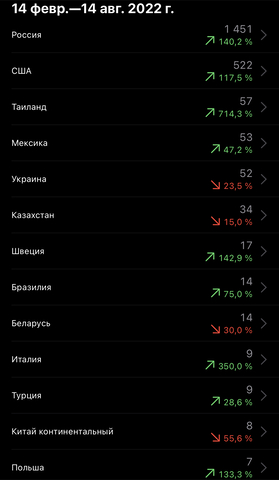 14 февр.—14 авг. 2022 г.
Россия
1 451
140,2 %
США
522
117,5 %
Таиланд
57
714,3 %
Мексика
53
47,2 %
Украина
52
23,5 %
Казахстан
34
15,0 %
Швеция
17
142,9 %
Бразилия
14
75,0 %
Беларусь
14
30,0 %
Италия
9
350,0 %
Турция
9
28,6 %
Китай континентальный
8
55,6 %
Польша
7
133,3 %